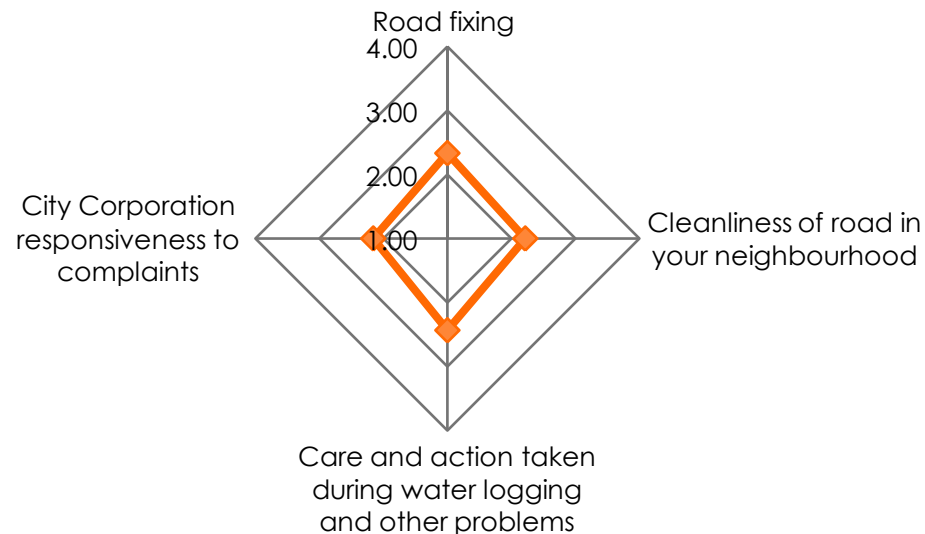 Road fixing
4.00
3.00
2.00
1.00
City Corporation
responsiveness to
complaints
Cleanliness of road in
your neighbourhood
Care and action taken
during water logging
and other problems